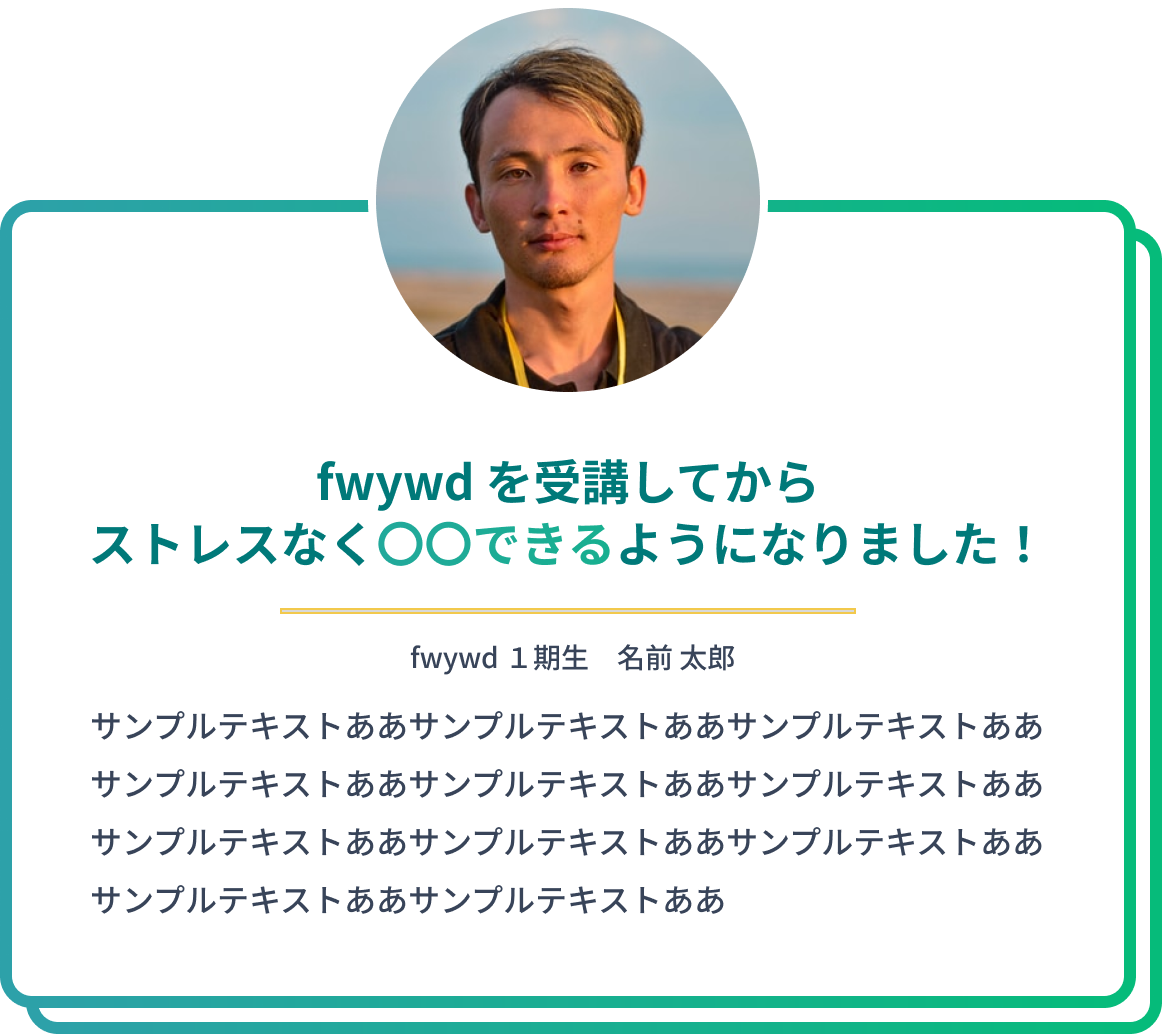 fwywd を受講してから
ストレスなく〇〇できるようになりました！
fwywd １期生　名前 太郎
サンプルテキストああサンプルテキストああサンプルテキストああ
サンプルテキストああサンプルテキストああサンプルテキストああ
サンプルテキストああサンプルテキストああサンプルテキストああ
サンプルテキストああサンプルテキストああ